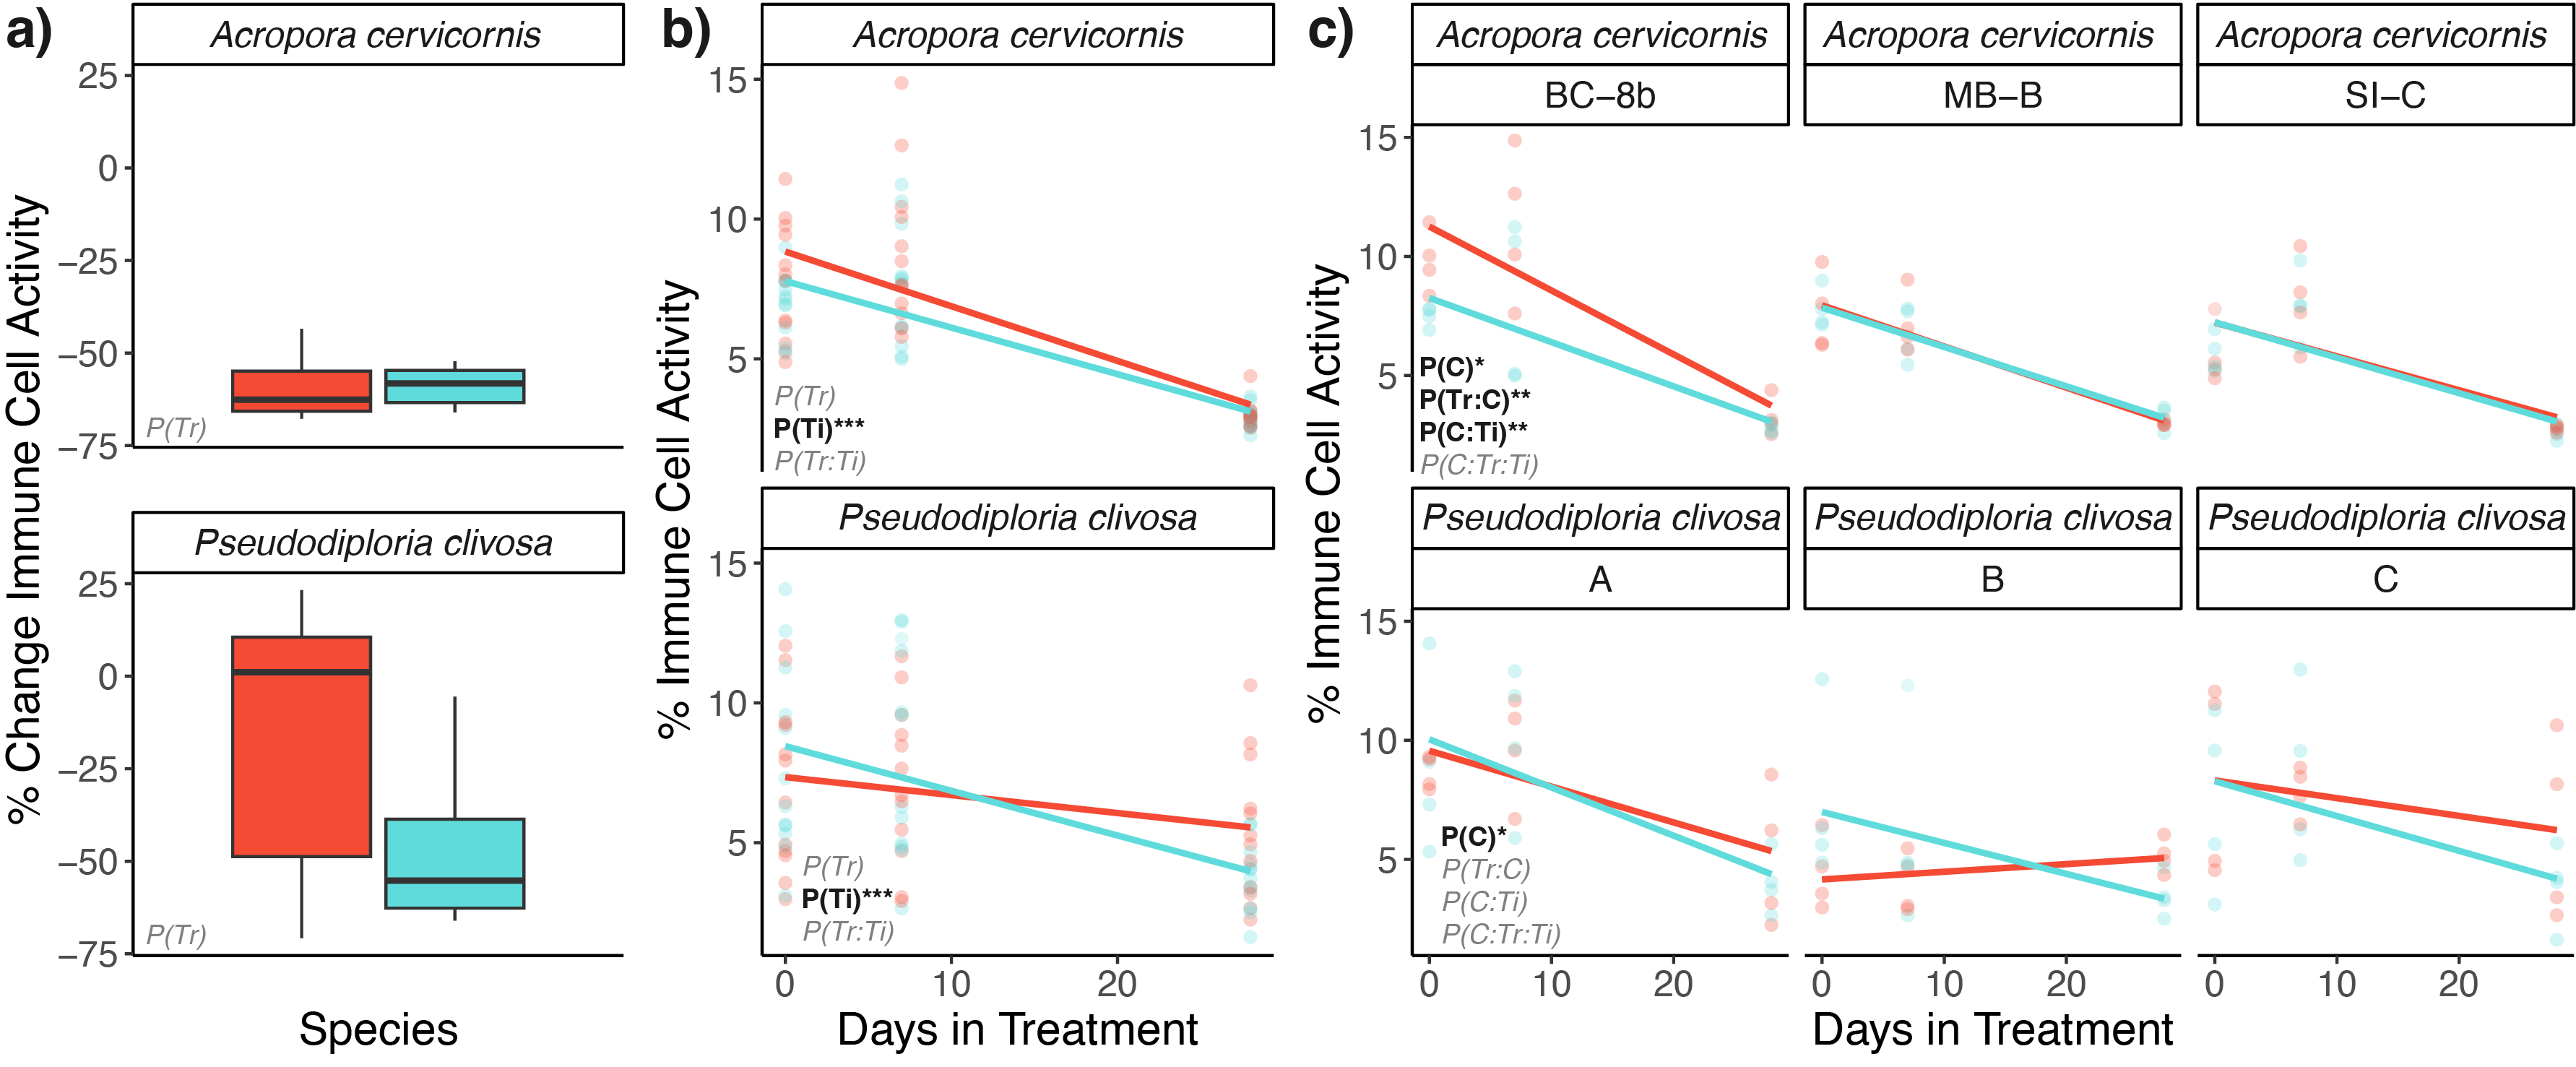 a)
Acropora cervicornis
25
0
−25
−50
−75
P(Tr)
% Change Immune Cell Activity
Pseudodiploria clivosa
25
0
−25
−50
−75
P(Tr)
Species
b)
Acropora cervicornis
15
10
5
P(Tr)
P(Ti)***
P(Tr:Ti)
% Immune Cell Activity
Pseudodiploria clivosa
15
10
5
P(Tr)
P(Ti)***
P(Tr:Ti)
0 10 20
Days in Treatment
c)
Acropora cervicornis Acropora cervicornis Acropora cervicornis
BC−8b MB−B SI−C
15
10
5
P(C)*
P(Tr:C)**
P(C:Ti)**
P(C:Tr:Ti)
% Immune Cell Activity
Pseudodiploria clivosa Pseudodiploria clivosa Pseudodiploria clivosa
A B C
15
10
5
P(C)*
P(Tr:C)
P(C:Ti)
P(C:Tr:Ti)
0 10 20 0 10 20 0 10 20
Days in Treatment